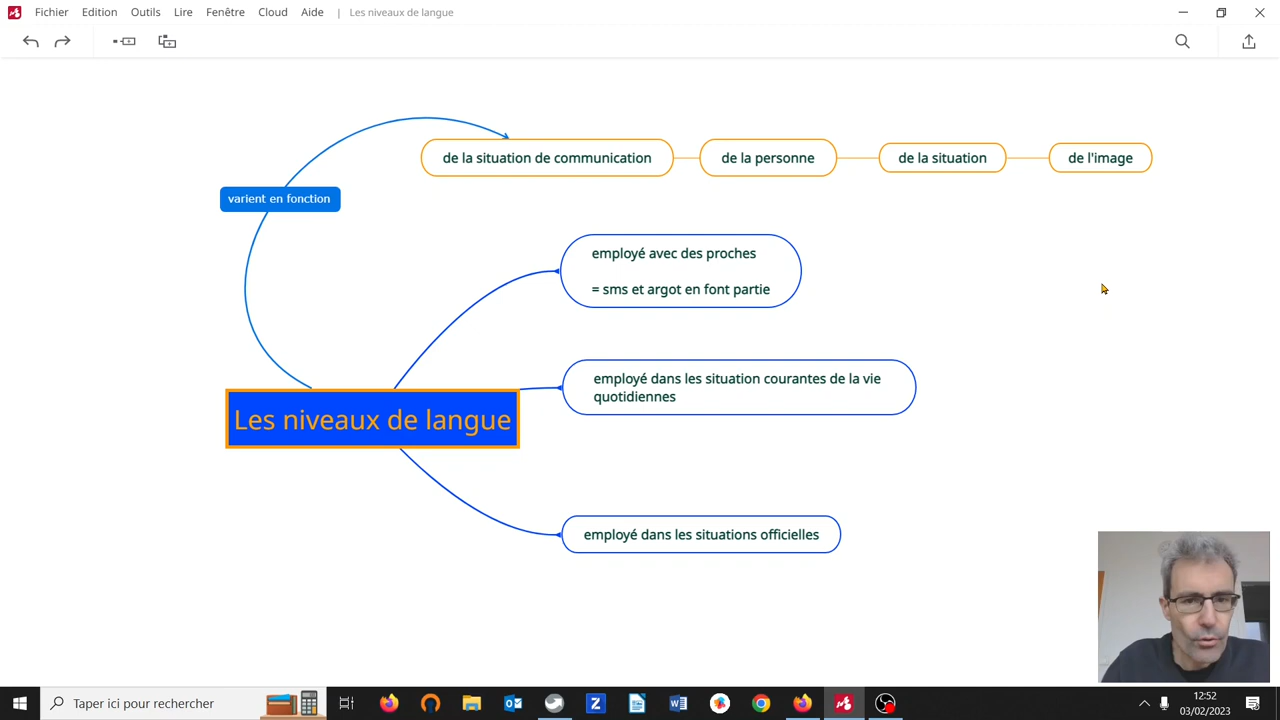 Fichier Edition Outils Lire Fenêtre Cloud Aide | Les niveaux de langue
de la situation de communication
de la personne
de la situation
de l'image
varient en fonction
employé avec des proches
= sms et argot en font partie
employé dans les situation courantes de la vie
quotidiennes
Les niveaux de langue
employé dans les situations officielles
Taper ici pour rechercher
12:52
03/02/2023